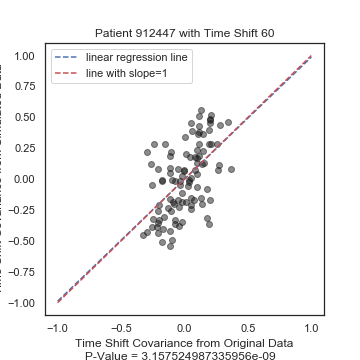 Patient 912447 with Time Shift 60
linear regression line
line with slope=1
1.00
0.75
0.50
0.25
0.00
−0.25
−0.50
−0.75
−1.00
−1.0
−0.5
0.0
0.5
1.0
Time Shift Covariance from Original Data
P-Value = 3.157524987335956e-09